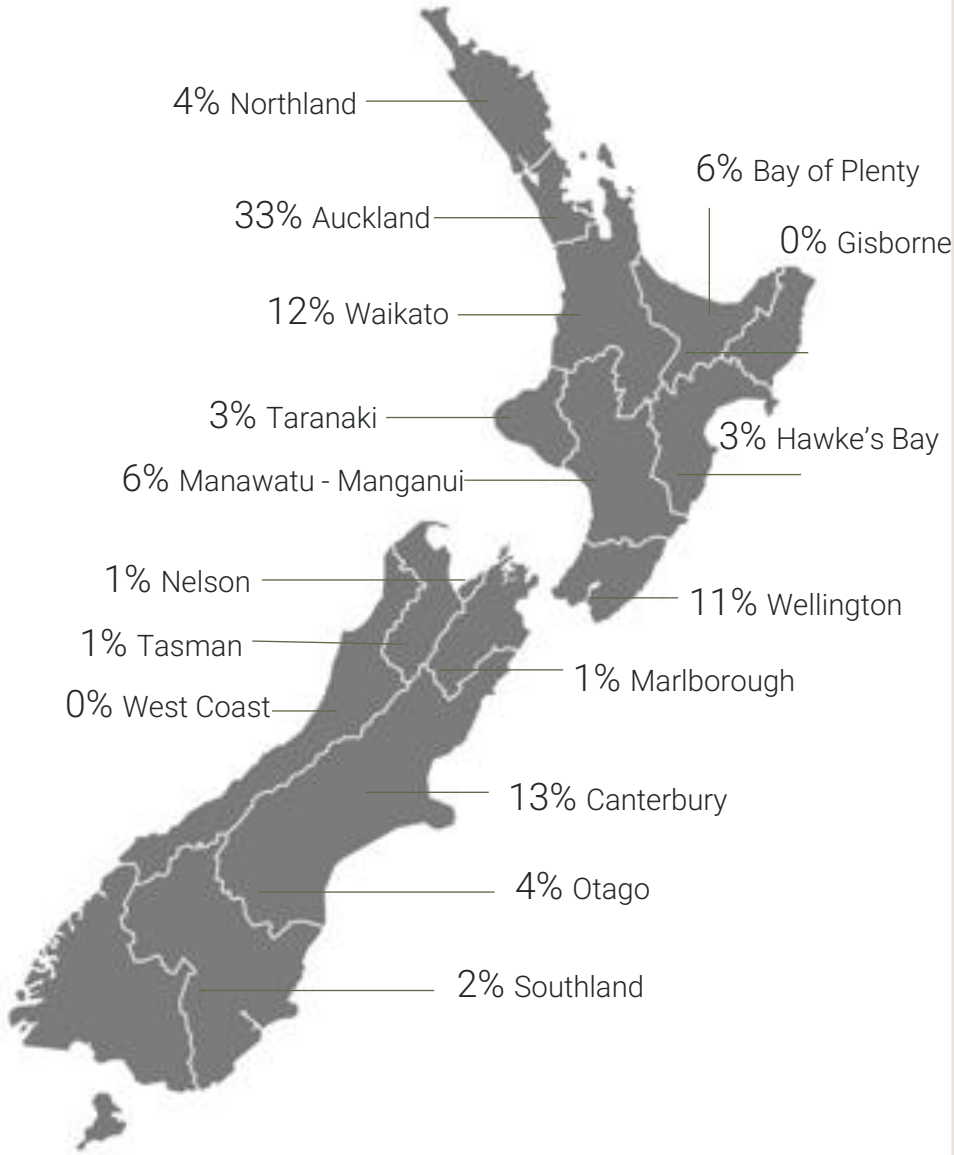 4% Northland
6% Bay of Plenty
33% Auckland
0% Gisborne
12% Waikato
3% Taranaki
3% Hawke's Bay
6% Manawatu - Manganui
1% Nelson
11% Wellington
1% Tasman
1% Marlborough
0% West Coast
13% Canterbury
4% Otago
2% Southland